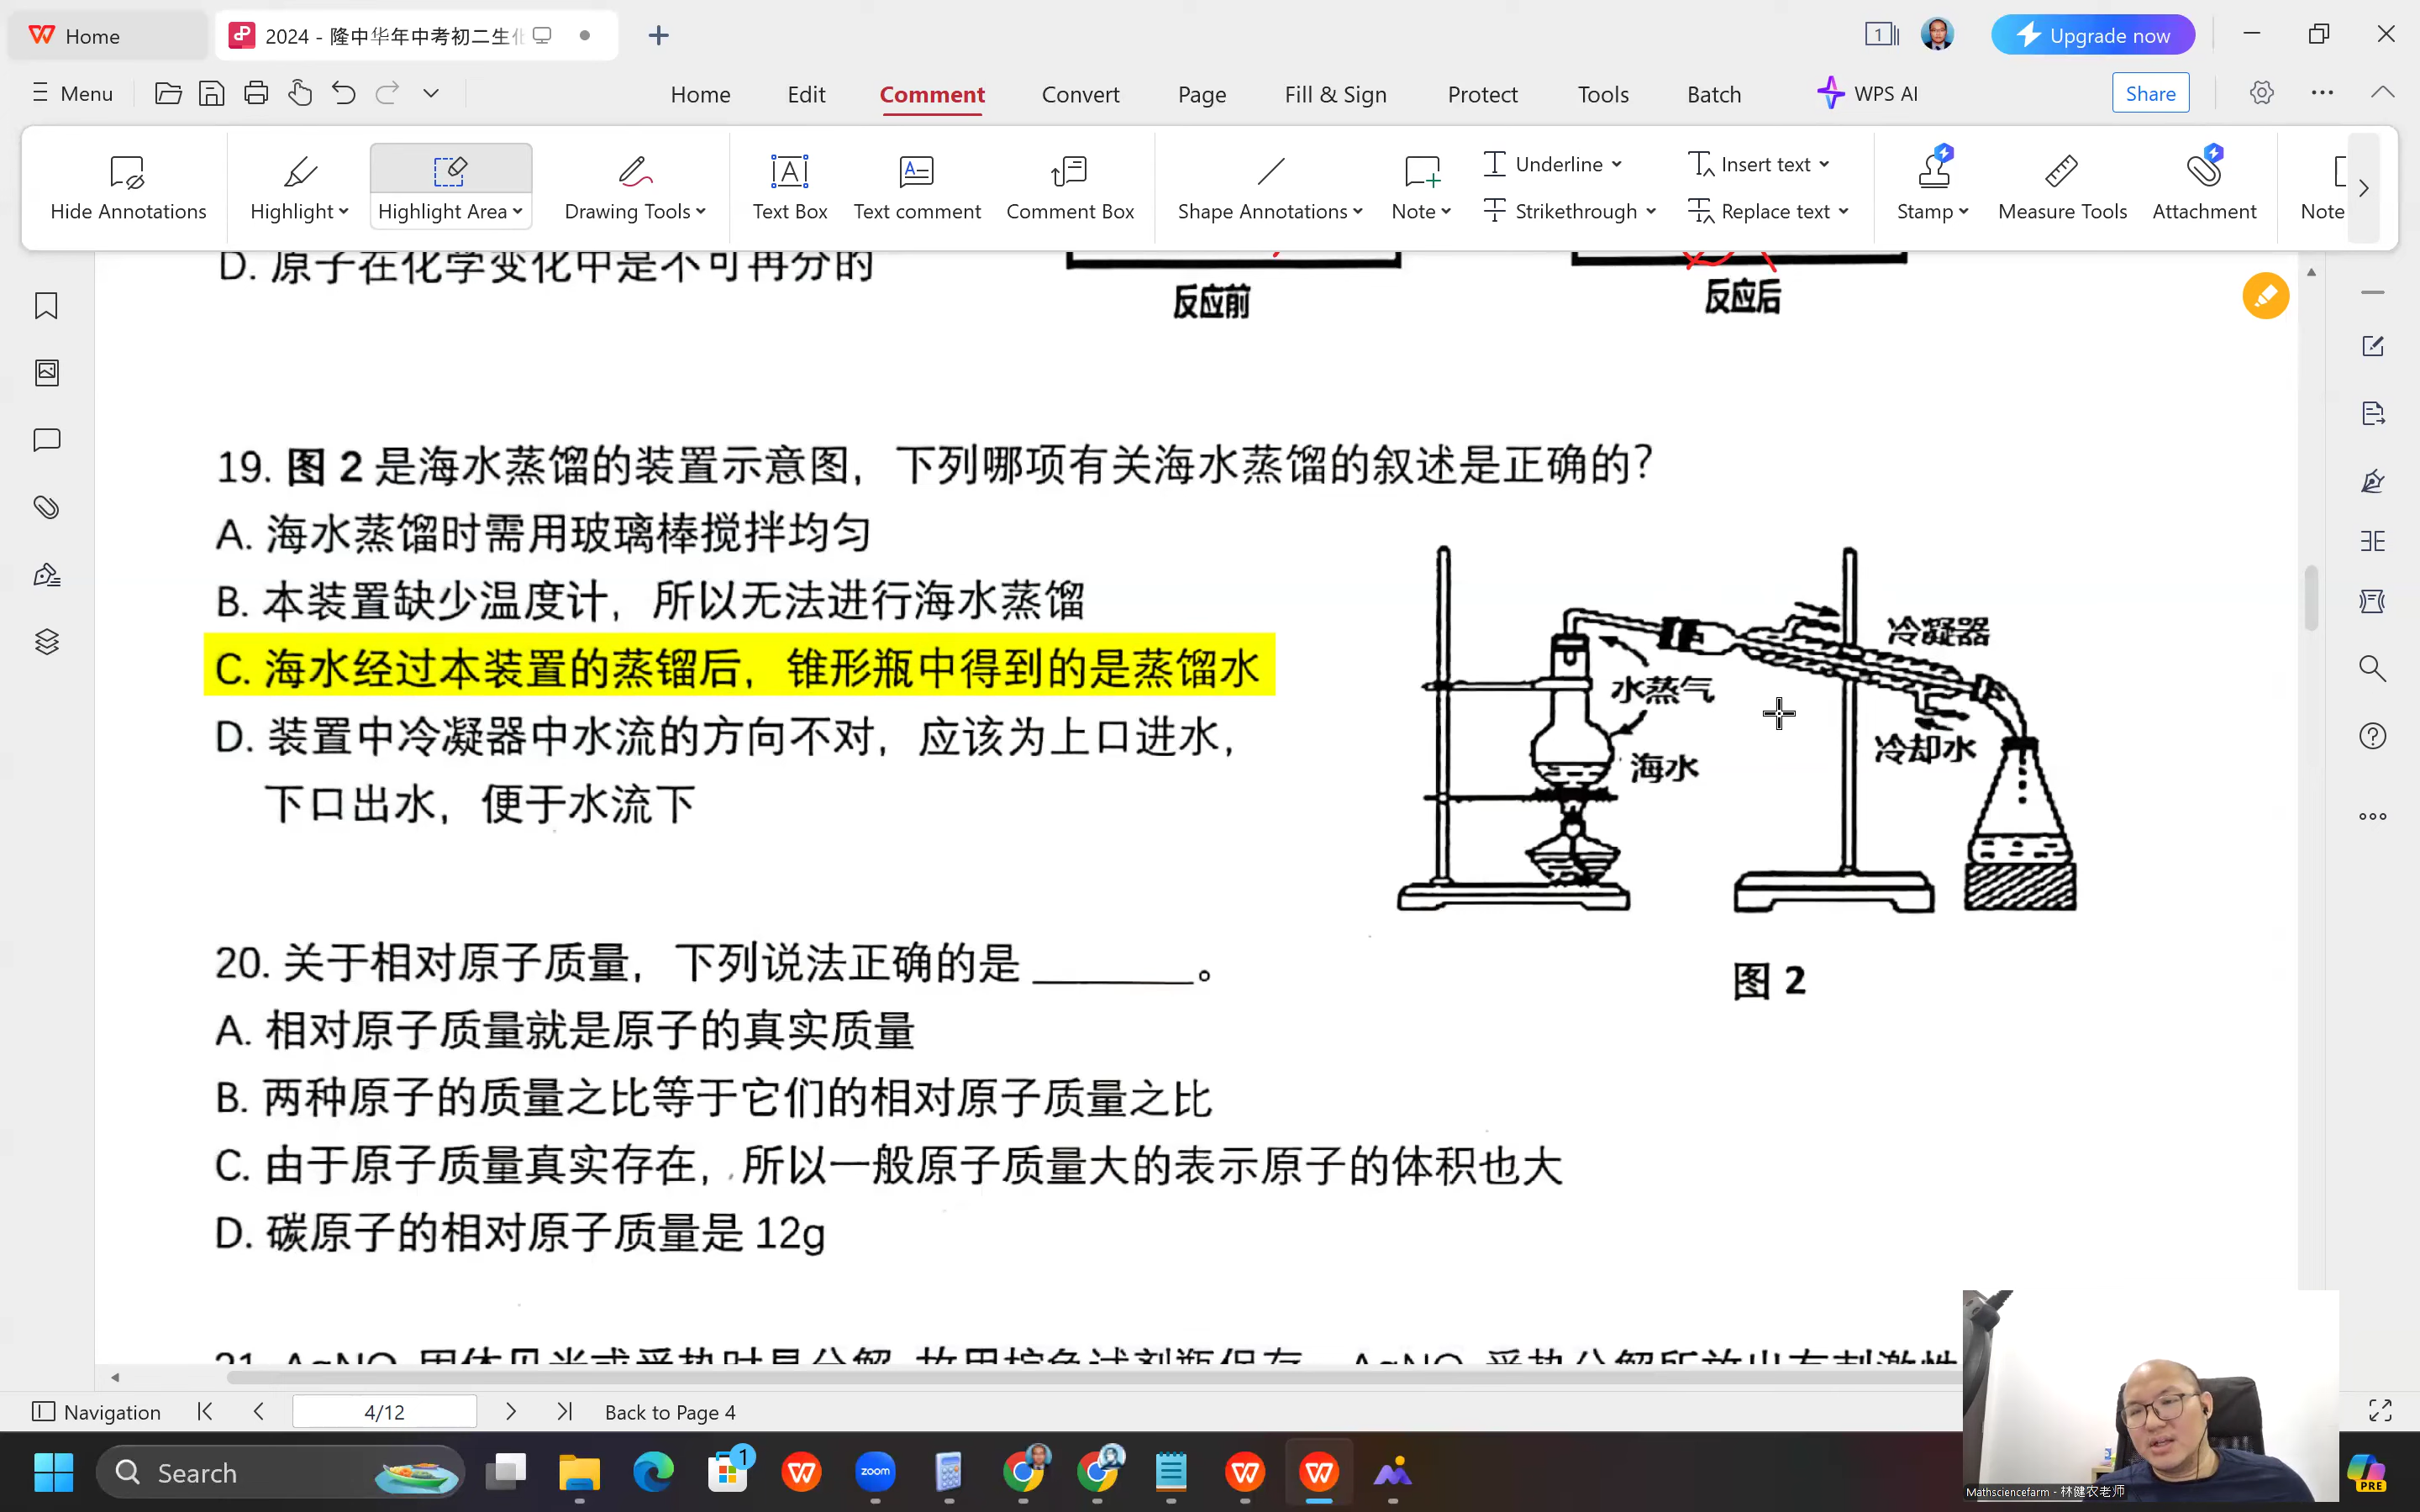 Home
2024 - 隆中华年中考初二生化
1
Upgrade now
Menu
Home
Edit
Comment
Convert
Page
Fill & Sign
Protect
Tools
Batch
WPS AI
Share
Hide Annotations
Highlight
Highlight Area
Drawing Tools
Text Box
Text comment
Comment Box
Shape Annotations
Note
Underline
Strikethrough
Insert text
Replace text
Stamp
Measure Tools
Attachment
Note
D. 原子在化学变化中是不可再分的
反应前
反应后
19. 图 2 是海水蒸馏的装置示意图，下列哪项有关海水蒸馏的叙述是正确的？
A. 海水蒸馏时需用玻璃棒搅拌均匀
B. 本装置缺少温度计，所以无法进行海水蒸馏
C. 海水经过本装置的蒸镏后，锥形瓶中得到的是蒸馏水
D. 装置中冷凝器中水流的方向不对，应该为上口进水，
下口出水，便于水流下
冷凝器
水蒸气
冷却水
海水
图 2
20. 关于相对原子质量，下列说法正确的是 ________。
A. 相对原子质量就是原子的真实质量
B. 两种原子的质量之比等于它们的相对原子质量之比
C. 由于原子质量真实存在，所以一般原子质量大的表示原子的体积也大
D. 碳原子的相对原子质量是 12g
Navigation
4/12
Back to Page 4
Search
1
zoom
PRE
Mathsciencefarm - 林健农老师